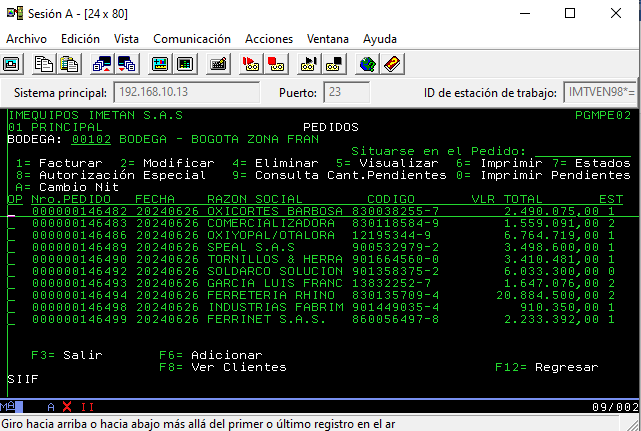 Sesión A - [24 x 80]
Archivo Edición Vista Comunicación Acciones Ventana Ayuda
Sistema principal: 192.168.10.13 Puerto: 23 ID de estación de trabajo: IMTVEN98*=
IMEQUIPOS IMETAN S.A.S PGMPE02
01 PRINCIPAL PEDIDOS
BODEGA: 00102 BODEGA - BOGOTA ZONA FRAN
Situarse en el Pedido:
1= Facturar 2= Modificar 4= Eliminar 5= Visualizar 6= Imprimir 7= Estados
8= Autorización Especial 9= Consulta Cant.Pendientes 0= Imprimir Pendientes
A= Cambio Nit
OP Nro.PEDIDO FECHA RAZON SOCIAL CODIGO VLR TOTAL EST
000000146482 20240626 OXICORTES BARBOSA 830038255-7 2.490.075,00 1
000000146483 20240626 COMERCIALIZADORA 830118584-9 1.559.091,00 2
000000146486 20240626 OXIYOPAL/OTALORA 12195344-9 6.764.719,00 1
000000146489 20240626 SPEAL S.A.S 900532979-2 3.498.600,00 1
000000146490 20240626 TORNILLOS & HERRA 901664560-0 3.410.481,00 1
000000146492 20240626 SOLDARCO SOLUCION 901358375-2 6.033.300,00 0
000000146493 20240626 GARCIA LUIS FRANC 13832252-7 1.647.076,00 2
000000146494 20240626 FERRETERIA RHINO 830135709-4 20.884.500,00 2
000000146498 20240626 INDUSTRIAS FABRIM 901449035-4 910.350,00 1
000000146499 20240626 FERRINET S.A.S. 860056497-8 2.233.392,00 1
F3= Salir F6= Adicionar
F8= Ver Clientes F12= Regresar
SIIF
MA A X II 09/002
Giro hacia arriba o hacia abajo más allá del primer o último registro en el ar